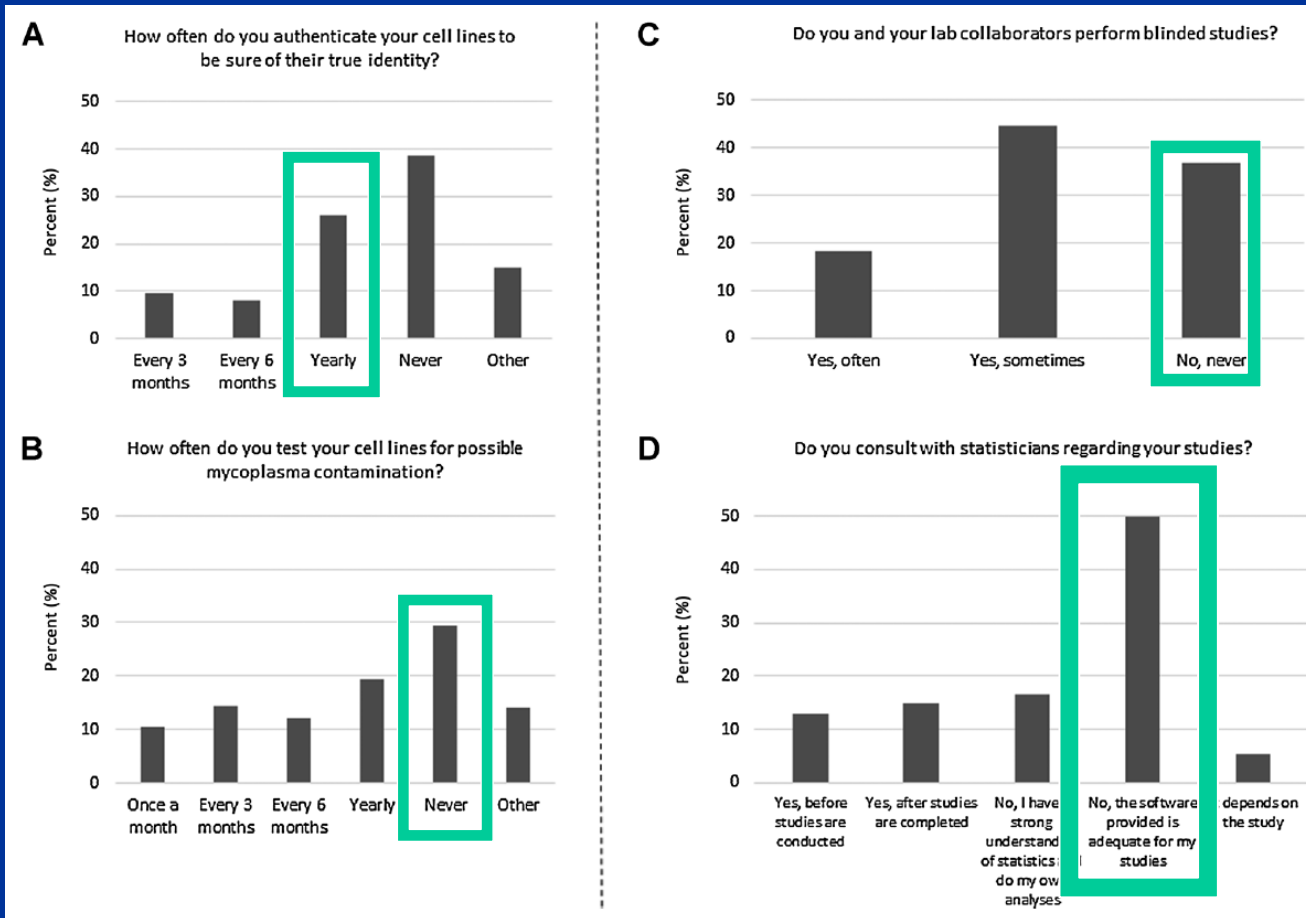 A
How often do you authenticate your cell lines to
be sure of their true identity?
Percent (%)
50
40
30
20
10
0
Every 3
months
Every 6
months
Yearly
Never
Other
B
How often do you test your cell lines for possible
mycoplasma contamination?
Percent (%)
50
40
30
20
10
0
Once a
month
Every 3
months
Every 6
months
Yearly
Never
Other
C
Do you and your lab collaborators perform blinded studies?
Percent (%)
50
40
30
20
10
0
Yes, often
Yes, sometimes
No, never
D
Do you consult with statisticians regarding your studies?
Percent (%)
50
40
30
20
10
0
Yes, before
studies are
conducted
Yes, after studies
are completed
No, I have
strong
of statistics
do my
analyses
No, the software
provided is
adequate for my
studies
depends on
the study